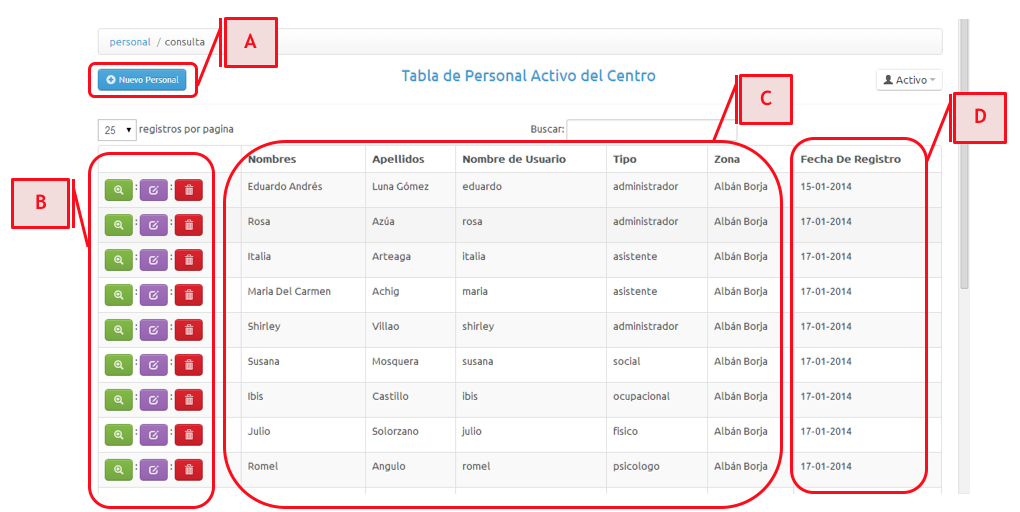 personal / consulta
A
Nuevo Personal
Tabla de Personal Activo del Centro
Activo
C
D
25 registros por pagina
Buscar:
B
Nombres Apellidos Nombre de Usuario Tipo Zona Fecha De Registro
Eduardo Andrés Luna Gómez eduardo administrador Albán Borja 15-01-2014
Rosa Azúa rosa administrador Albán Borja 17-01-2014
Italia Arteaga italia asistente Albán Borja 17-01-2014
Maria Del Carmen Achig maria asistente Albán Borja 17-01-2014
Shirley Villao shirley administrador Albán Borja 17-01-2014
Susana Mosquera susana social Albán Borja 17-01-2014
Ibis Castillo ibis ocupacional Albán Borja 17-01-2014
Julio Solorzano julio fisico Albán Borja 17-01-2014
Romel Angulo romel psicologo Albán Borja 17-01-2014